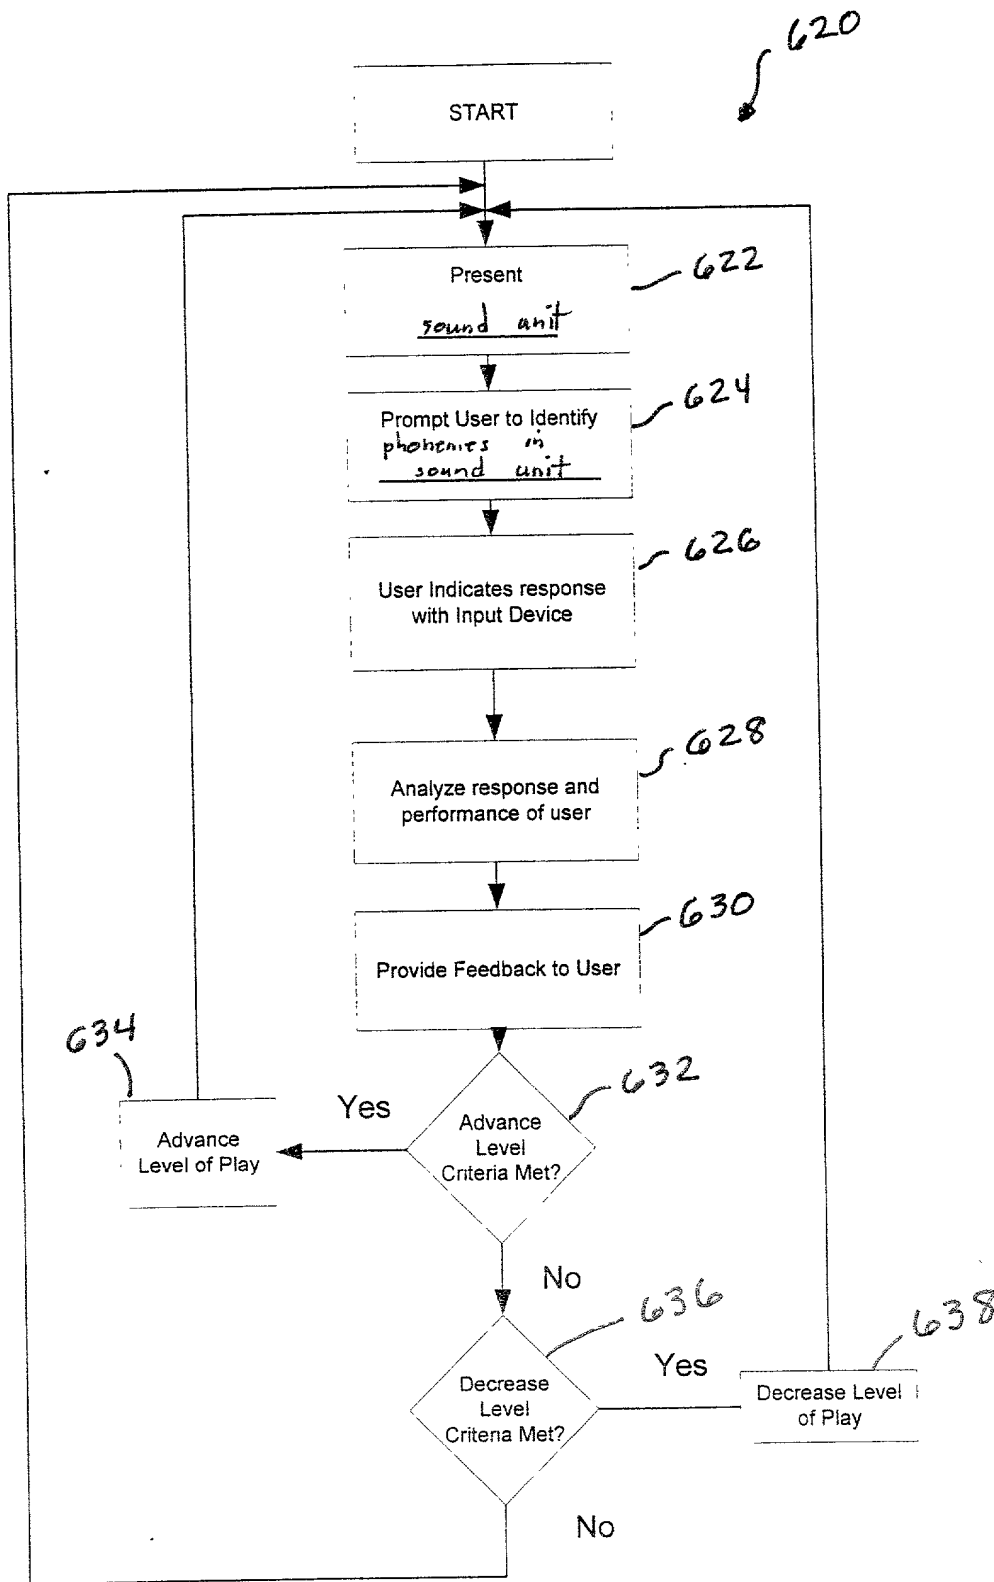 620
START
Present
sound unit
622
Prompt User to Identify
phonemes in
sound unit
624
User Indicates response
with Input Device
626
Analyze response and
performance of user
628
Provide Feedback to User
630
634
Advance
Level of Play
Yes
Advance
Level
Criteria Met?
632
No
Decrease
Level
Criteria Met?
636
Yes
Decrease Level
of Play
638
No